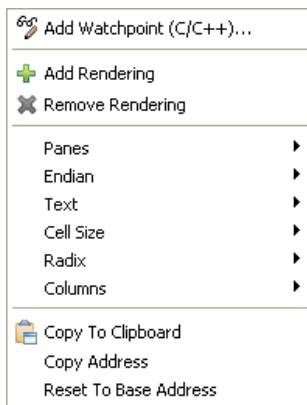 Add Watchpoint (C/C++)...
Add Rendering
Remove Rendering
Panes
Endian
Text
Cell Size
Radix
Columns
Copy To Clipboard
Copy Address
Reset To Base Address